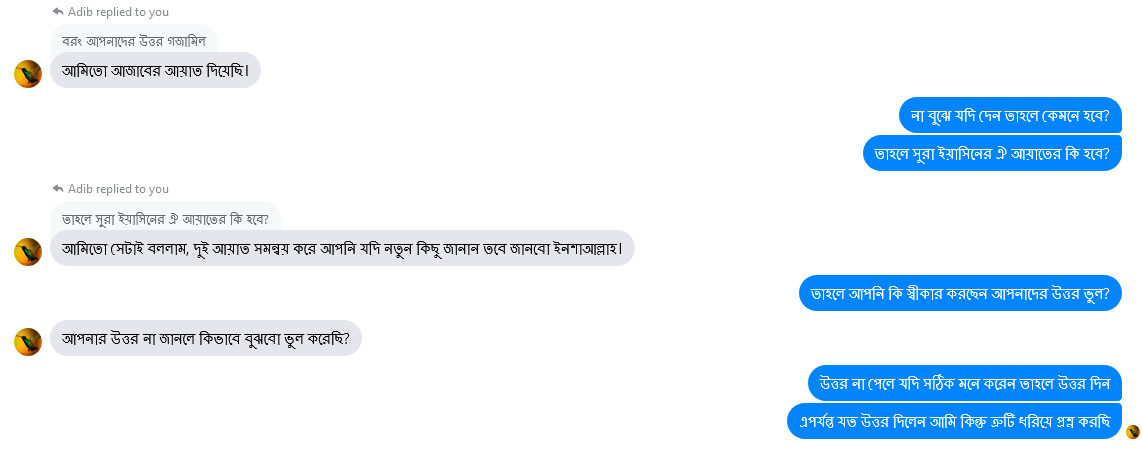 Adib replied to you
বরং আপনাদের উত্তর গজামিল
আমিতো আজাবের আয়াত দিয়েছি।
না বুঝে যদি দেন তাহলে কেমনে হবে?
তাহলে সুরা ইয়াসিনের ঐ আয়াতের কি হবে?
Adib replied to you
তাহলে সুরা ইয়াসিনের ঐ আয়াতের কি হবে?
আমিতো সেটাই বললাম, দুই আয়াত সমন্বয় করে আপনি যদি নতুন কিছু জানান তবে জানবো ইনশাআল্লাহ।
তাহলে আপনি কি স্বীকার করছেন আপনাদের উত্তর ভুল?
আপনার উত্তর না জানলে কিভাবে বুঝবো ভুল করেছি?
উত্তর না পেলে যদি সঠিক মনে করেন তাহলে উত্তর দিন
এপর্যন্ত যত উত্তর দিলেন আমি কিন্তু ত্রুটি ধরিয়ে প্রশ্ন করছি